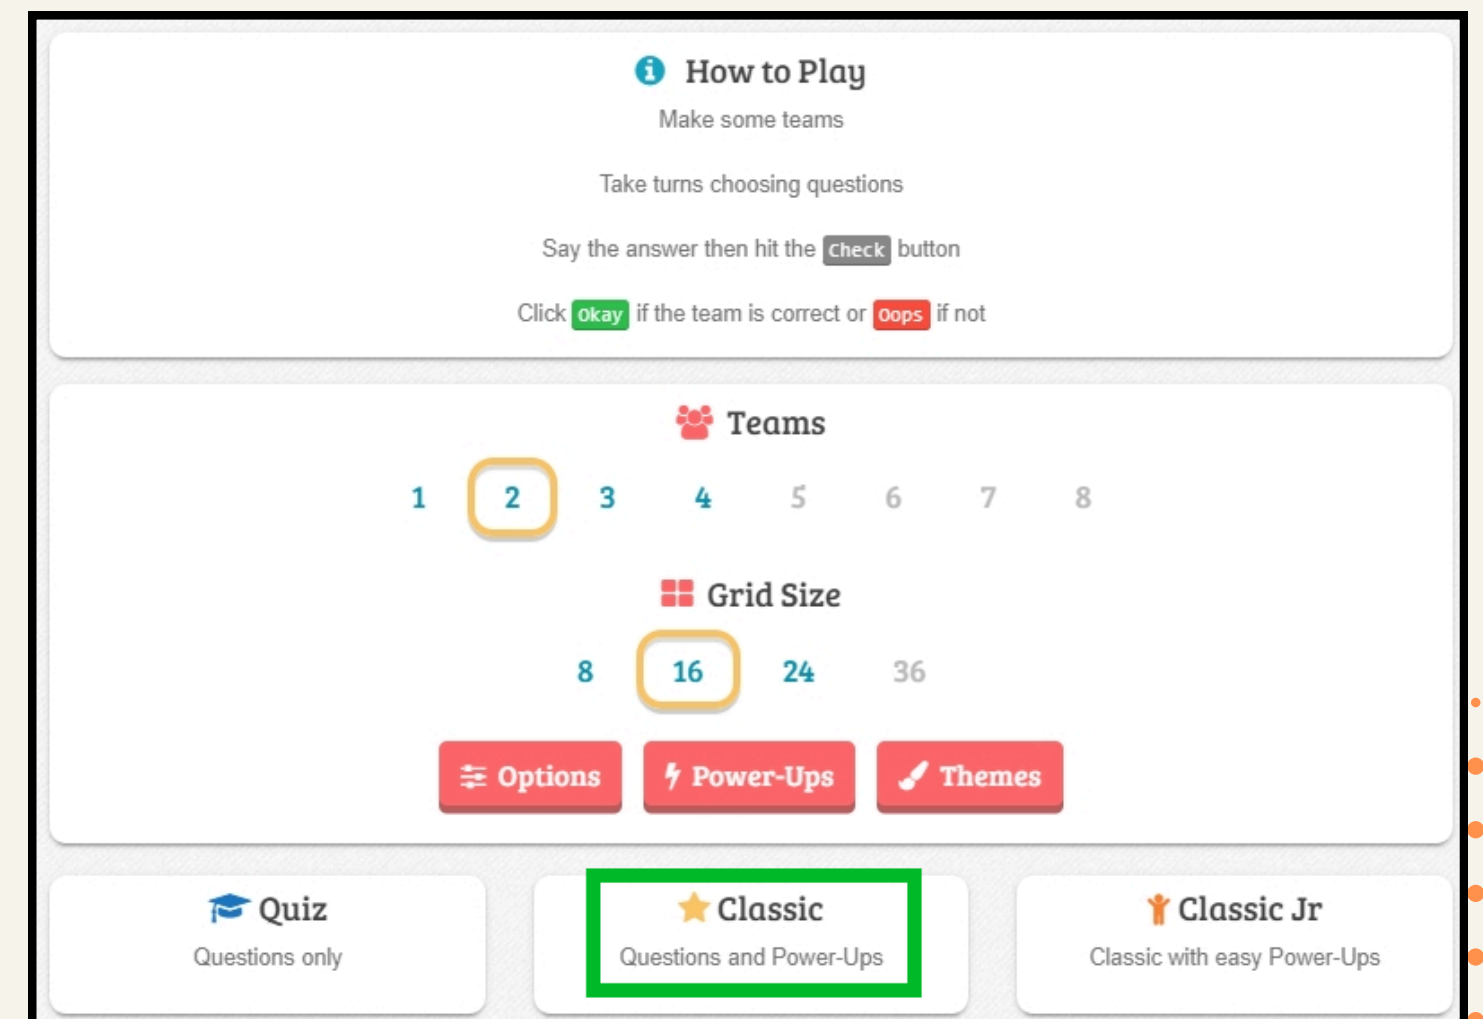 How to Play
Make some teams
Take turns choosing questions
Say the answer then hit the Check button
Click Okay if the team is correct or Oops if not
Teams
1 2 3 4 5 6 7 8
Grid Size
8 16 24 36
Options Power-Ups Themes
Quiz Classic Classic Jr
Questions only Questions and Power-Ups Classic with easy Power-Ups